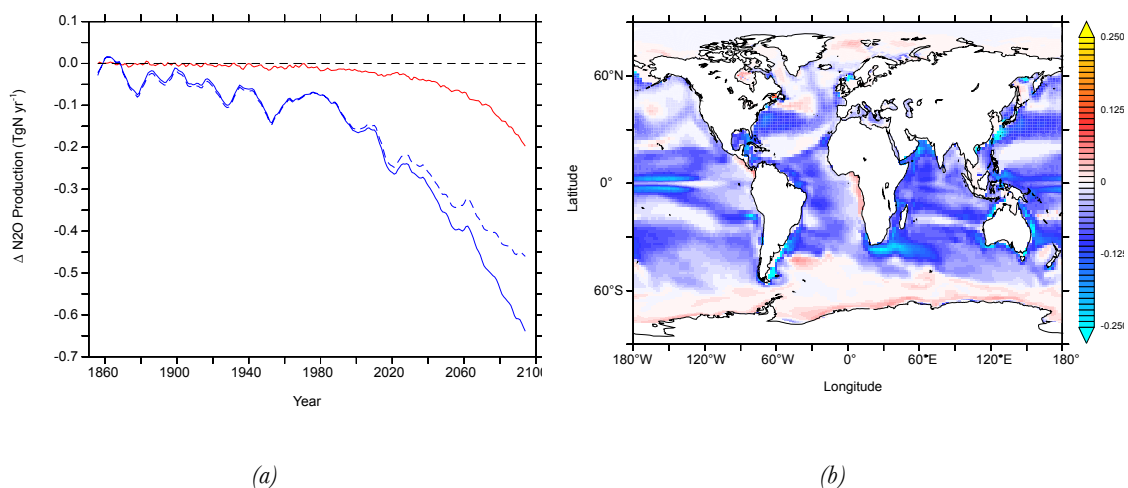 0.1
0.0
-0.1
-0.2
-0.3
-0.4
-0.5
-0.6
-0.7
Δ N2O Production (TgN yr⁻¹)
1860 1900 1940 1980 2020 2060 2100
Year
(a)
60°N
0°
60°S
Latitude
180°W 120°W 60°W 0° 60°E 120°E 180°
Longitude
0.250
0.125
0
-0.125
-0.250
(b)